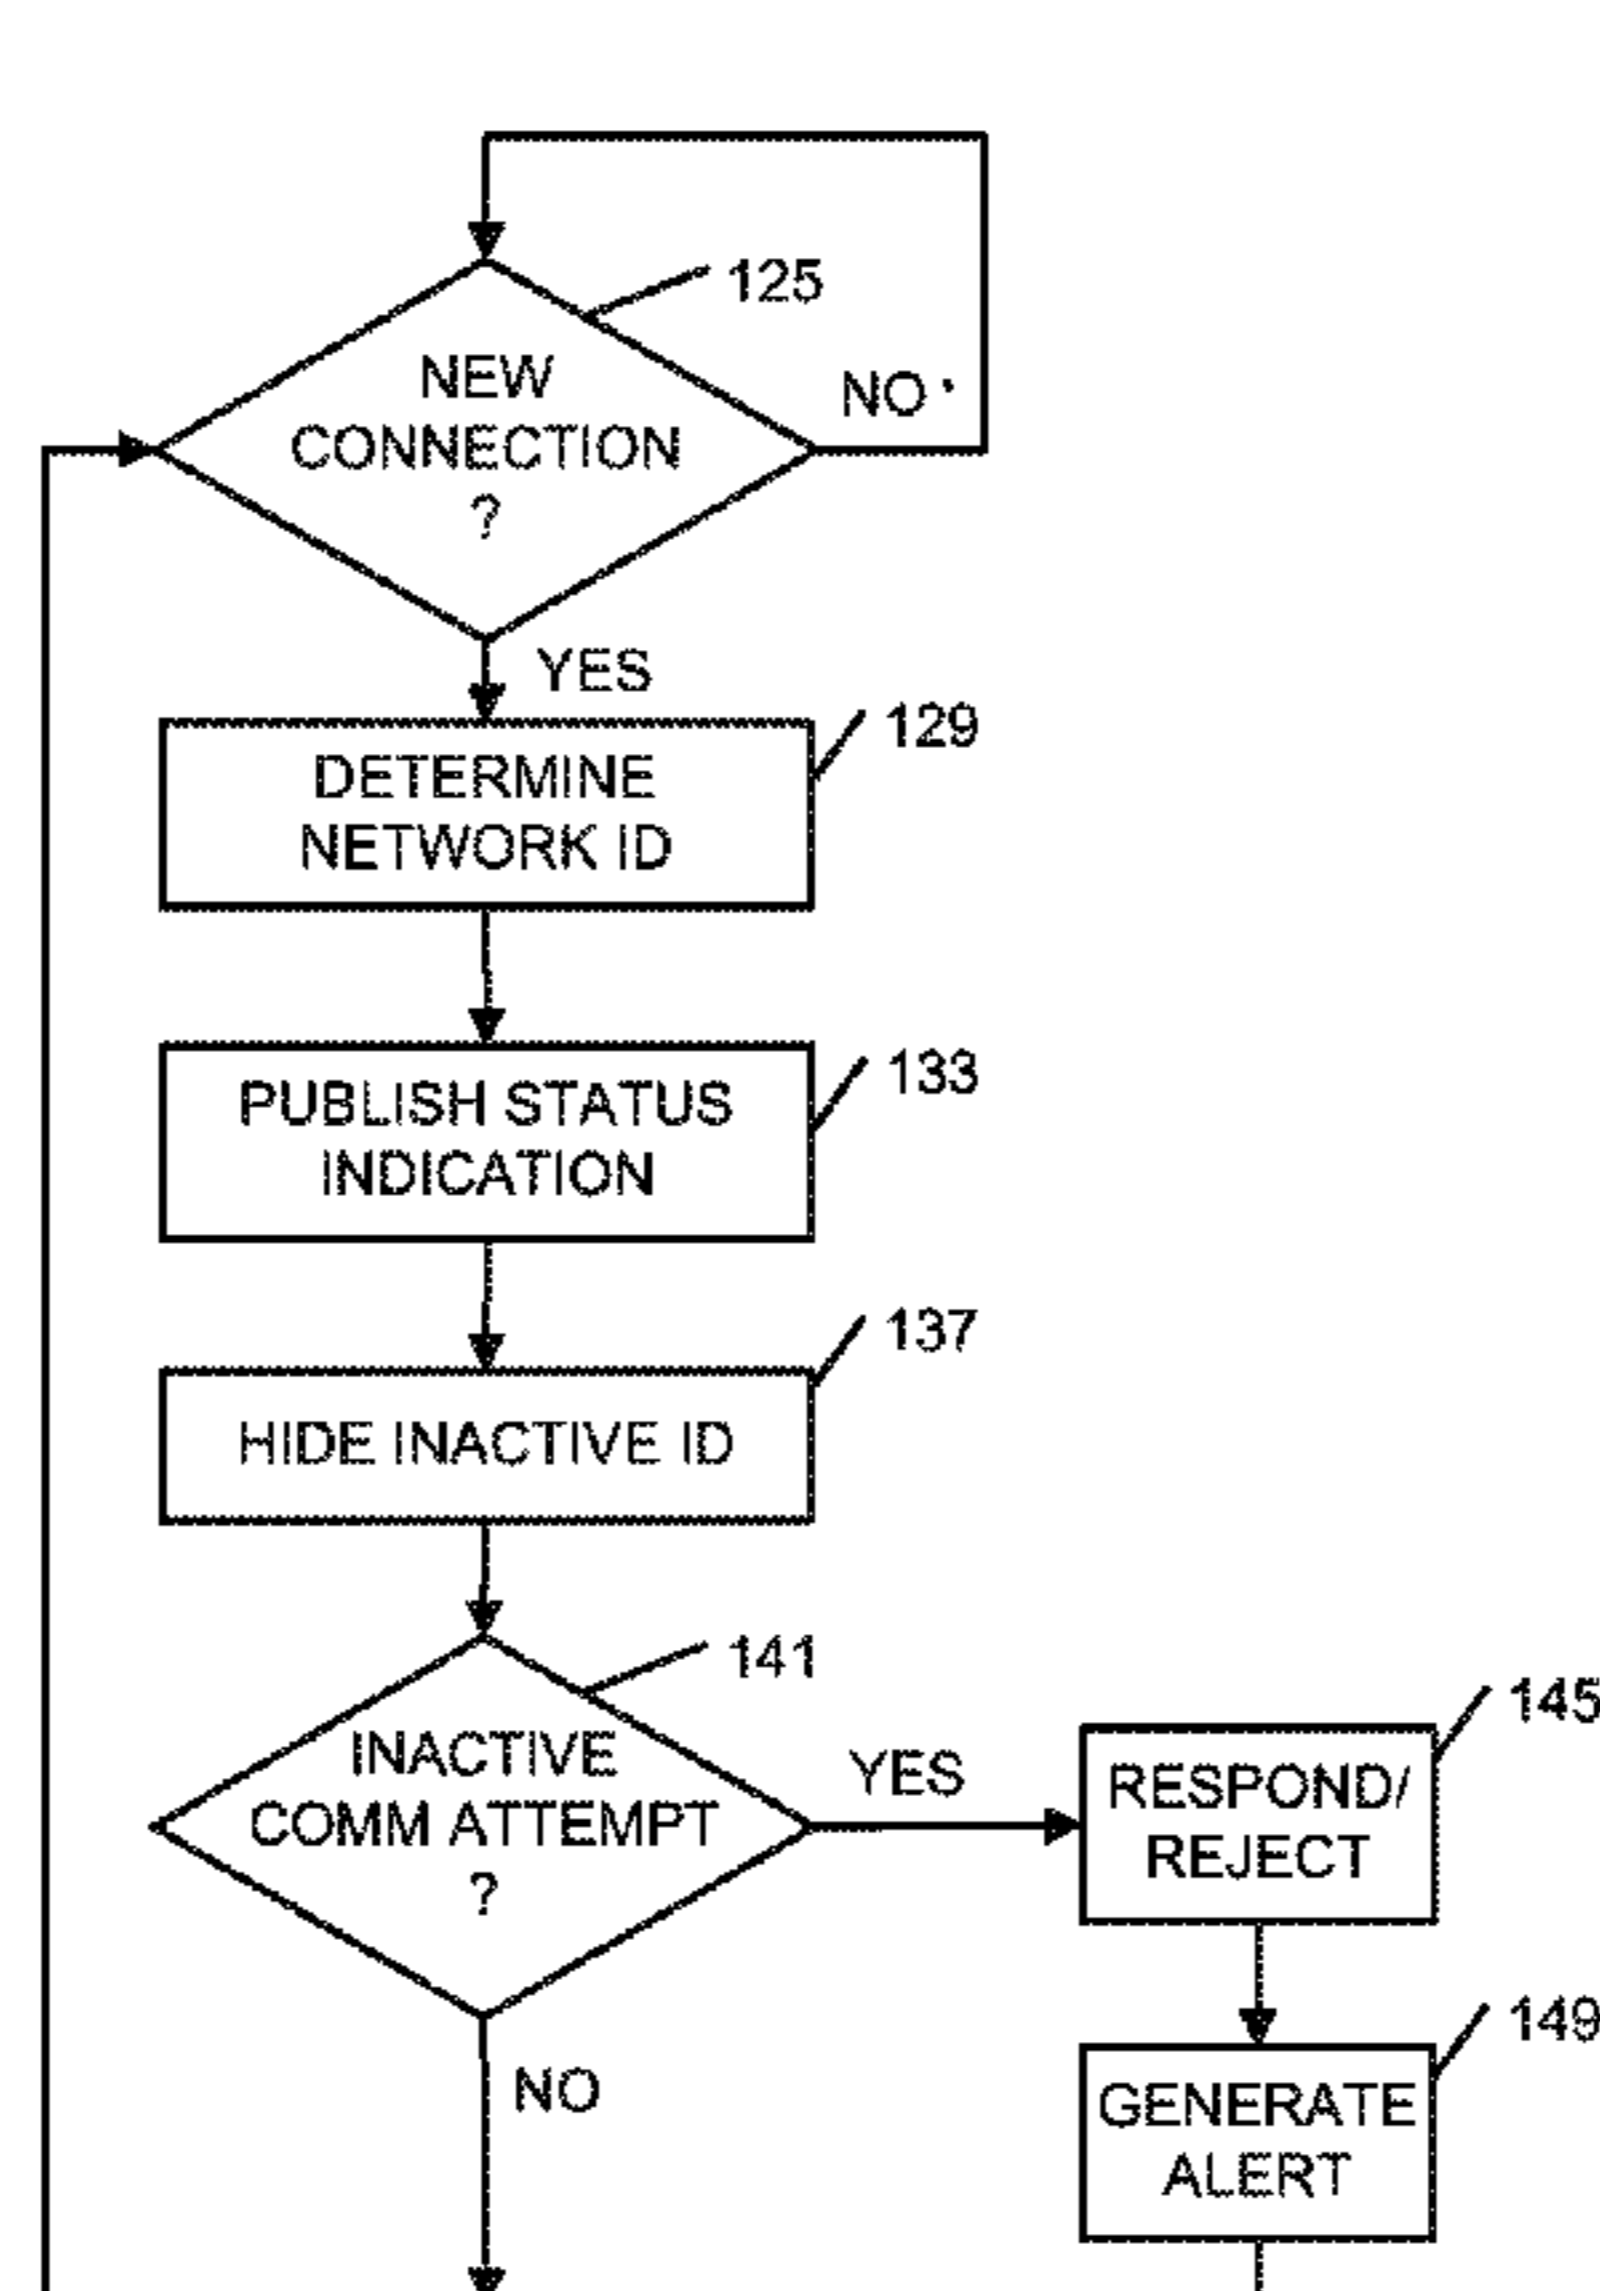 125
NEW
CONNECTION
?
NO
YES
129
DETERMINE
NETWORK ID
133
PUBLISH STATUS
INDICATION
137
HIDE INACTIVE ID
141
INACTIVE
COMM ATTEMPT
?
YES
145
RESPOND/
REJECT
NO
149
GENERATE
ALERT